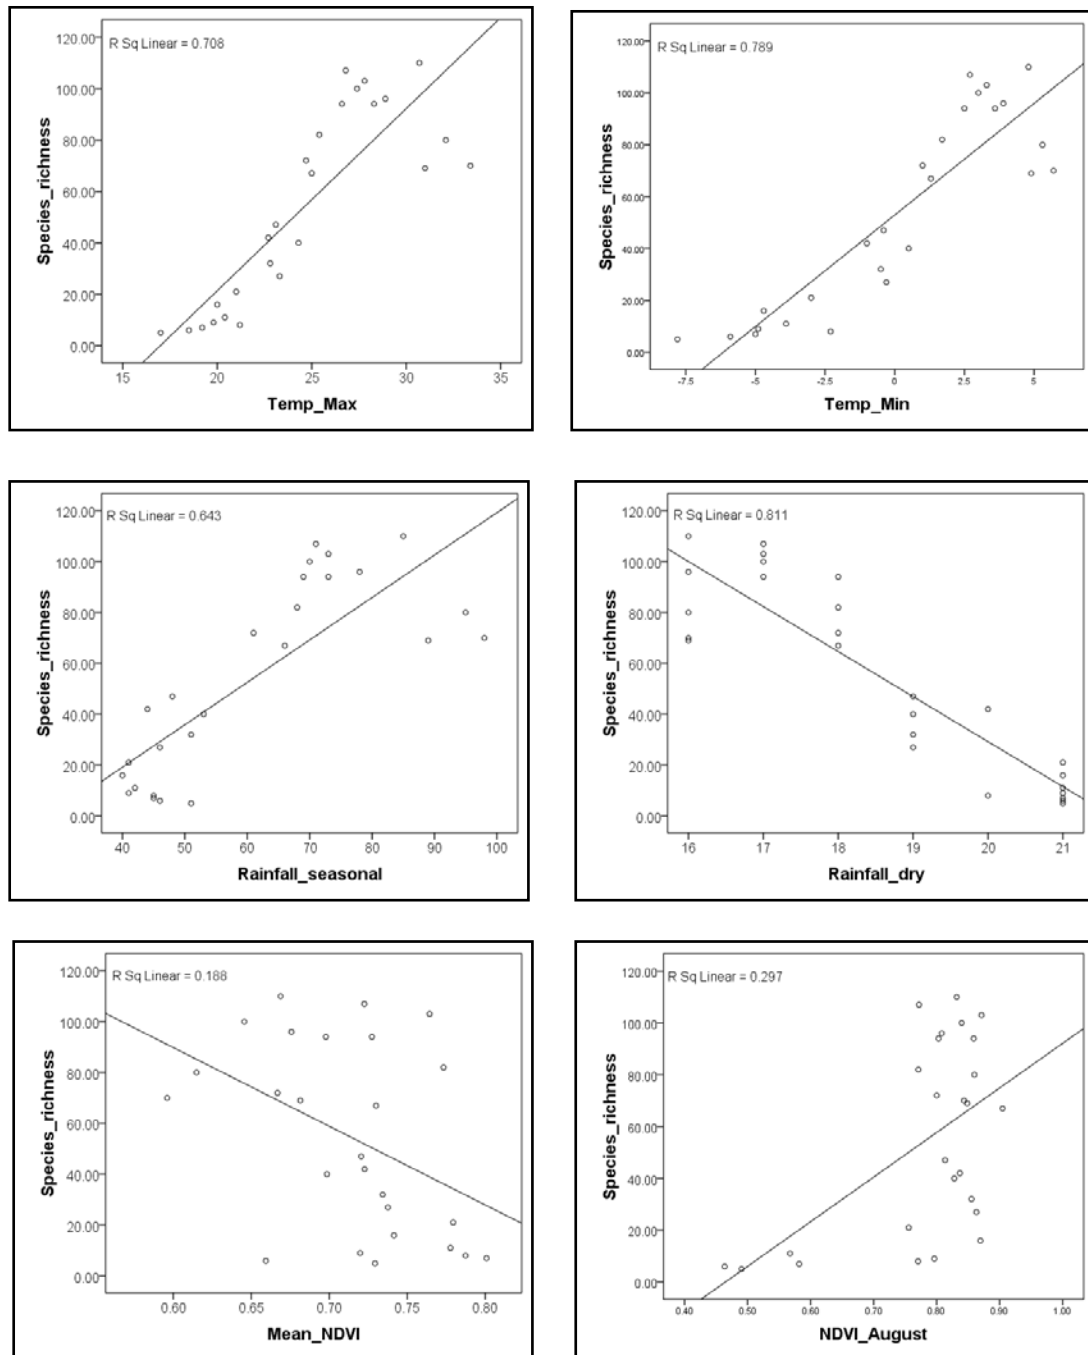 R Sq Linear = 0.708
Species_richness
120.00
100.00
80.00
60.00
40.00
20.00
0.00
15 20 25 30 35
Temp_Max
R Sq Linear = 0.789
Species_richness
120.00
100.00
80.00
60.00
40.00
20.00
0.00
-7.5 -5 -2.5 0 2.5 5
Temp_Min
R Sq Linear = 0.643
Species_richness
120.00
100.00
80.00
60.00
40.00
20.00
0.00
40 50 60 70 80 90 100
Rainfall_seasonal
R Sq Linear = 0.811
Species_richness
120.00
100.00
80.00
60.00
40.00
20.00
0.00
16 17 18 19 20 21
Rainfall_dry
R Sq Linear = 0.188
Species_richness
120.00
100.00
80.00
60.00
40.00
20.00
0.00
0.60 0.65 0.70 0.75 0.80
Mean_NDVI
R Sq Linear = 0.297
Species_richness
120.00
100.00
80.00
60.00
40.00
20.00
0.00
0.40 0.50 0.60 0.70 0.80 0.90 1.00
NDVI_August